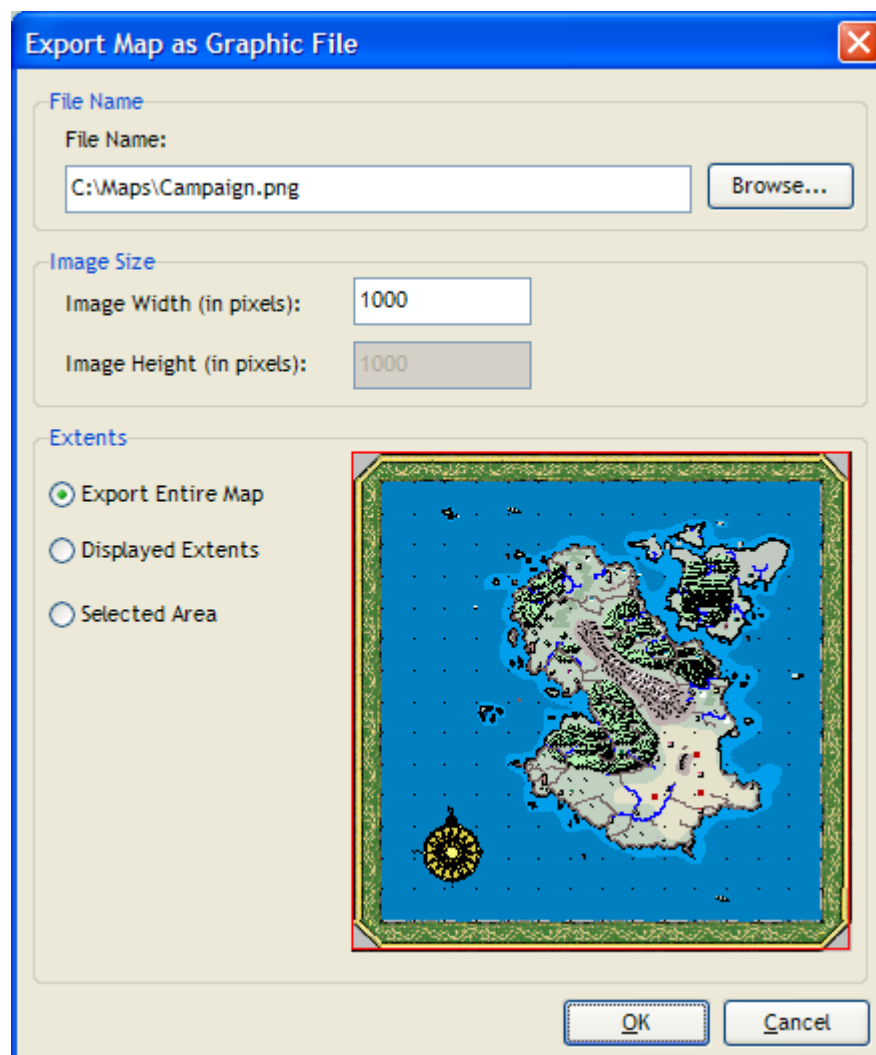 Export Map as Graphic File
File Name
File Name:
C:\Maps\Campaign.png
Browse...
Image Size
Image Width (in pixels):
1000
Image Height (in pixels):
1000
Extents
Export Entire Map
Displayed Extents
Selected Area
OK
Cancel